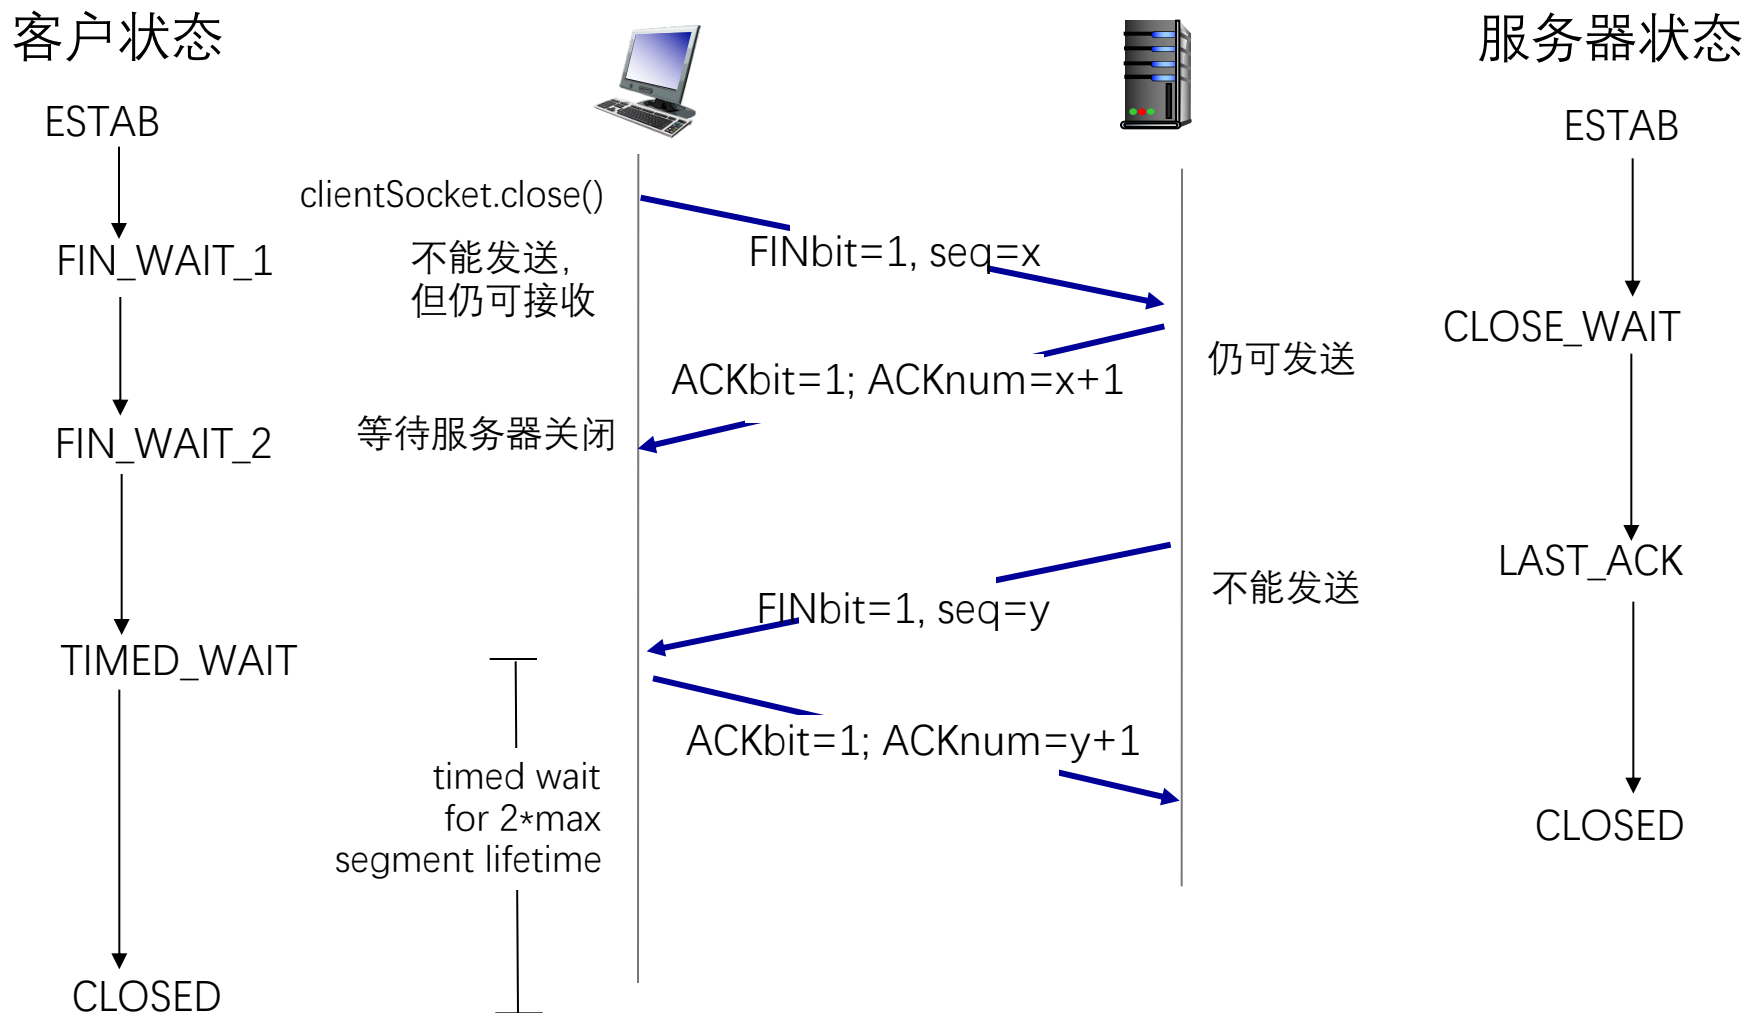 客户状态
服务器状态
ESTAB
ESTAB
clientSocket.close()
FIN_WAIT_1
不能发送,
但仍可接收
FINbit=1, seq=x
CLOSE_WAIT
仍可发送
ACKbit=1; ACKnum=x+1
FIN_WAIT_2
等待服务器关闭
LAST_ACK
不能发送
FINbit=1, seq=y
TIMED_WAIT
ACKbit=1; ACKnum=y+1
timed wait
for 2*max
segment lifetime
CLOSED
CLOSED